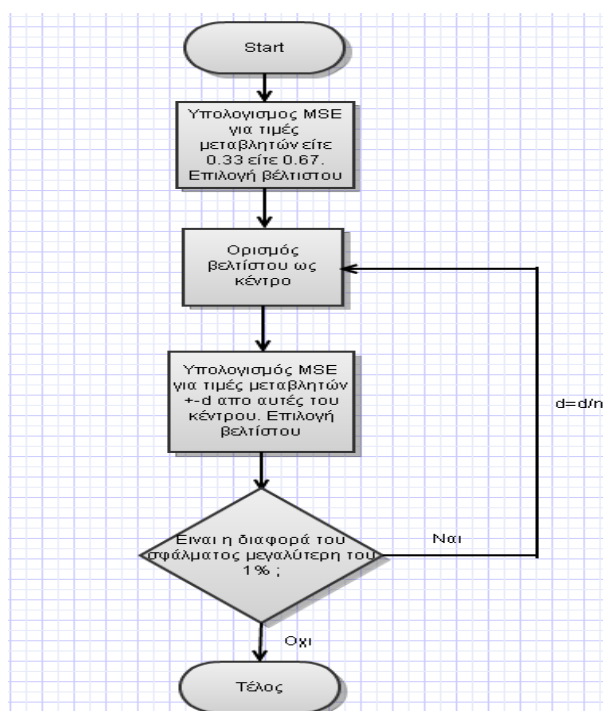 Start
Υπολογισμος MSE
για τιμές
μεταβλητών είτε
0.33 είτε 0.67.
Επιλογή βέλτιστου
Ορισμός
βελτίστου ως
κέντρο
Υπολογισμός MSE
για τιμές μεταβλητών
+-d απο αυτές του
κέντρου. Επιλογή
βελτίστου
d=d/n
Ειναι η διαφορά του
σφάλματος μεγαλύτερη του
1% ;
Ναι
Οχι
Τέλος